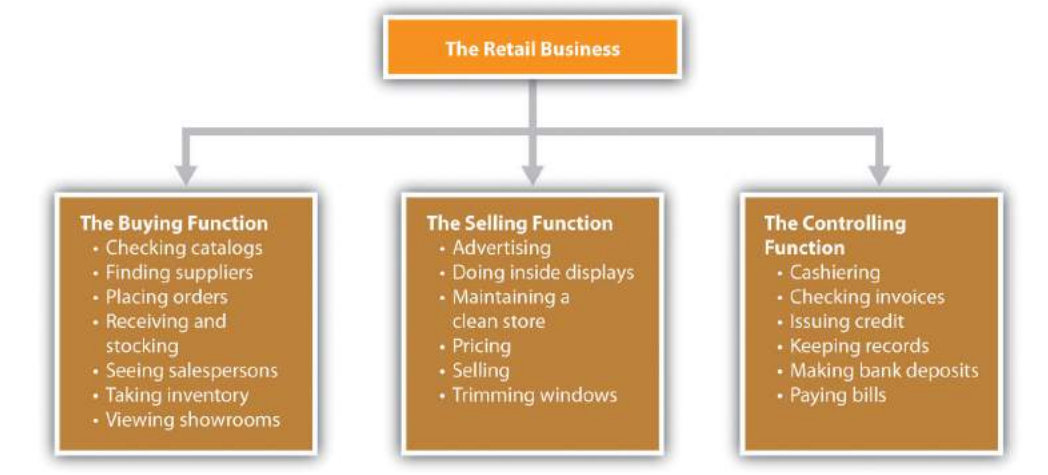 The Retail Business
The Buying Function
• Checking catalogs
• Finding suppliers
• Placing orders
• Receiving and
stocking
• Seeing salespersons
• Taking inventory
• Viewing showrooms
The Selling Function
• Advertising
• Doing inside displays
• Maintaining a
clean store
• Pricing
• Selling
• Trimming windows
The Controlling
Function
• Cashiering
• Checking invoices
• Issuing credit
• Keeping records
• Making bank deposits
• Paying bills